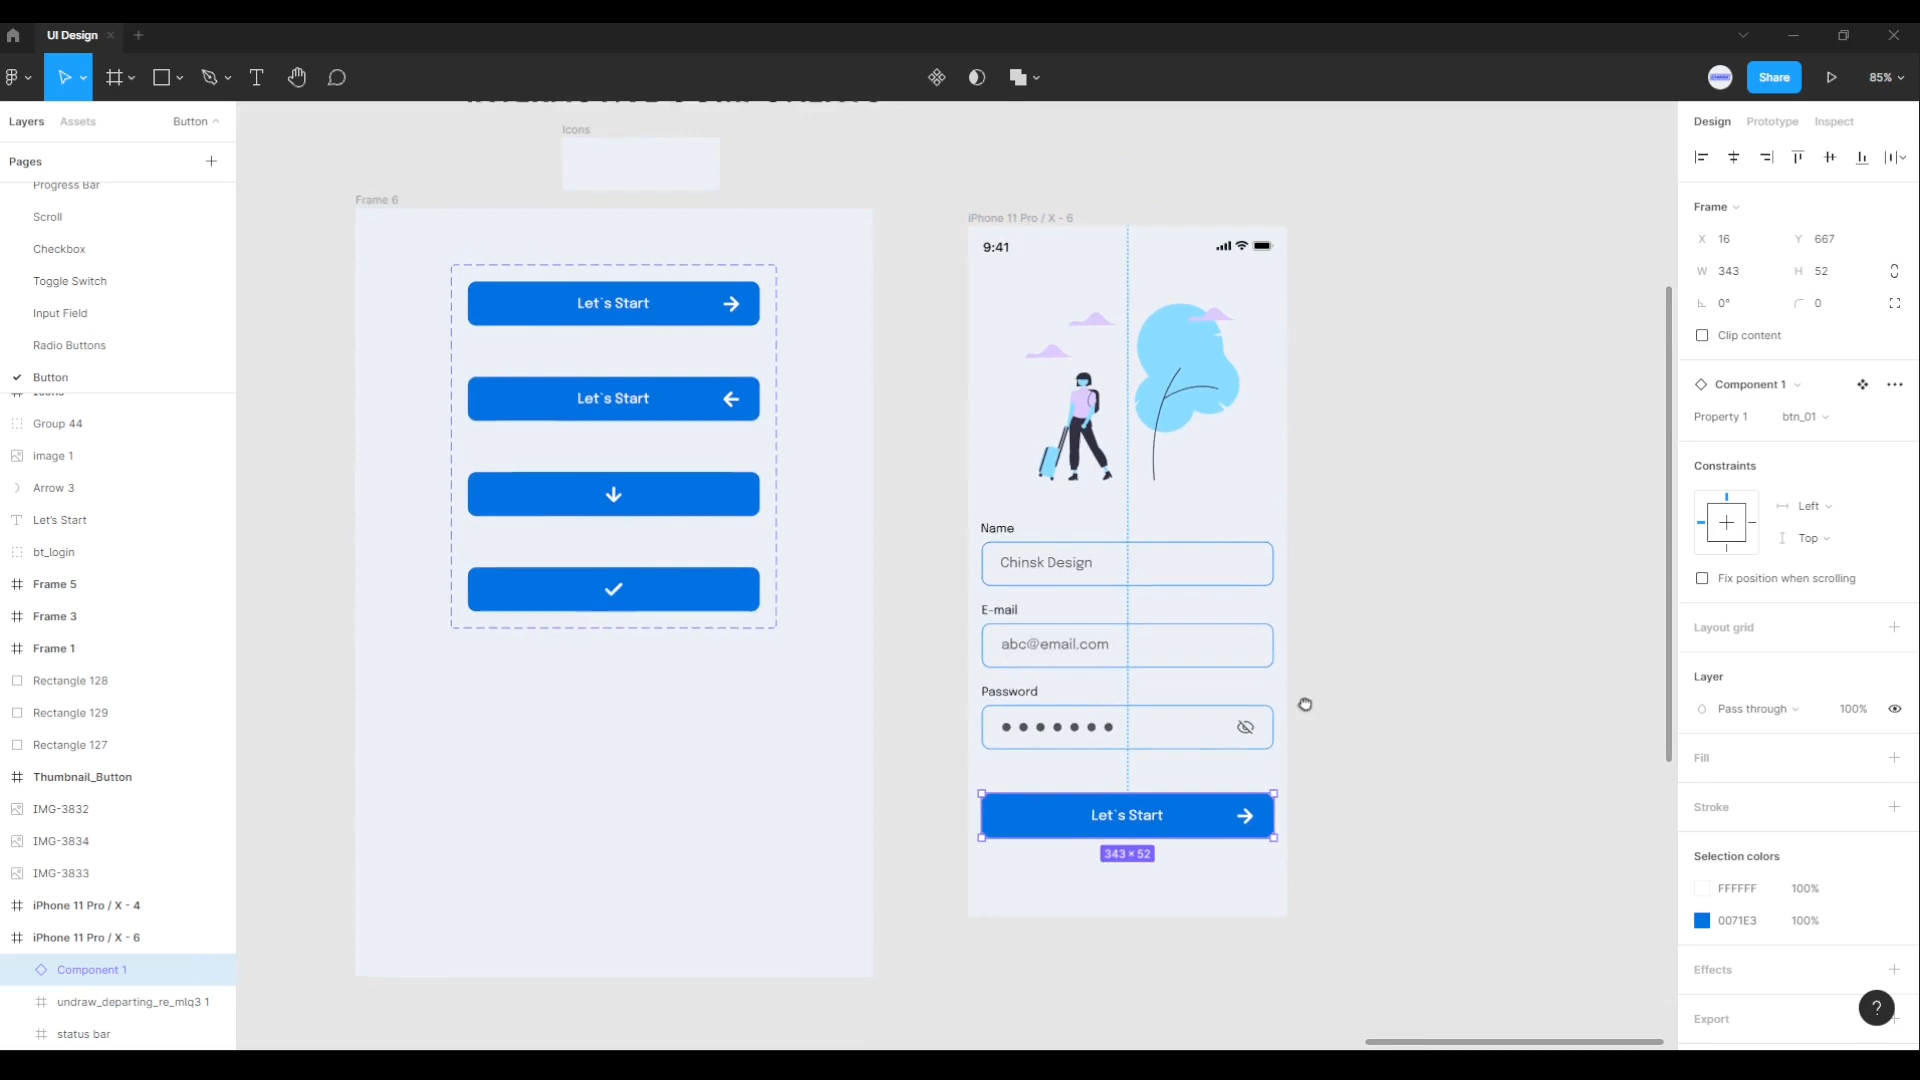 UI Design
Share
85%
Layers
Assets
Button
Pages
Progress Bar
Scroll
Checkbox
Toggle Switch
Input Field
Radio Buttons
Button
Icons
Group 44
image 1
Arrow 3
Let's Start
bt_login
Frame 5
Frame 3
Frame 1
Rectangle 128
Rectangle 129
Rectangle 127
Thumbnail_Button
IMG-3832
IMG-3834
IMG-3833
iPhone 11 Pro / X - 4
iPhone 11 Pro / X - 6
Component 1
undraw_departing_re_mlq3 1
status bar
Icons
Frame 6
Let`s Start
Let`s Start
iPhone 11 Pro / X - 6
9:41
Name
Chinsk Design
E-mail
abc@email.com
Password
Let`s Start
343 × 52
Design
Prototype
Inspect
Frame
X 16
Y 667
W 343
H 52
0°
0
Clip content
Component 1
Property 1
btn_01
Constraints
Left
Top
Fix position when scrolling
Layout grid
Layer
Pass through
100%
Fill
Stroke
Selection colors
FFFFFF
100%
0071E3
100%
Effects
?
Export